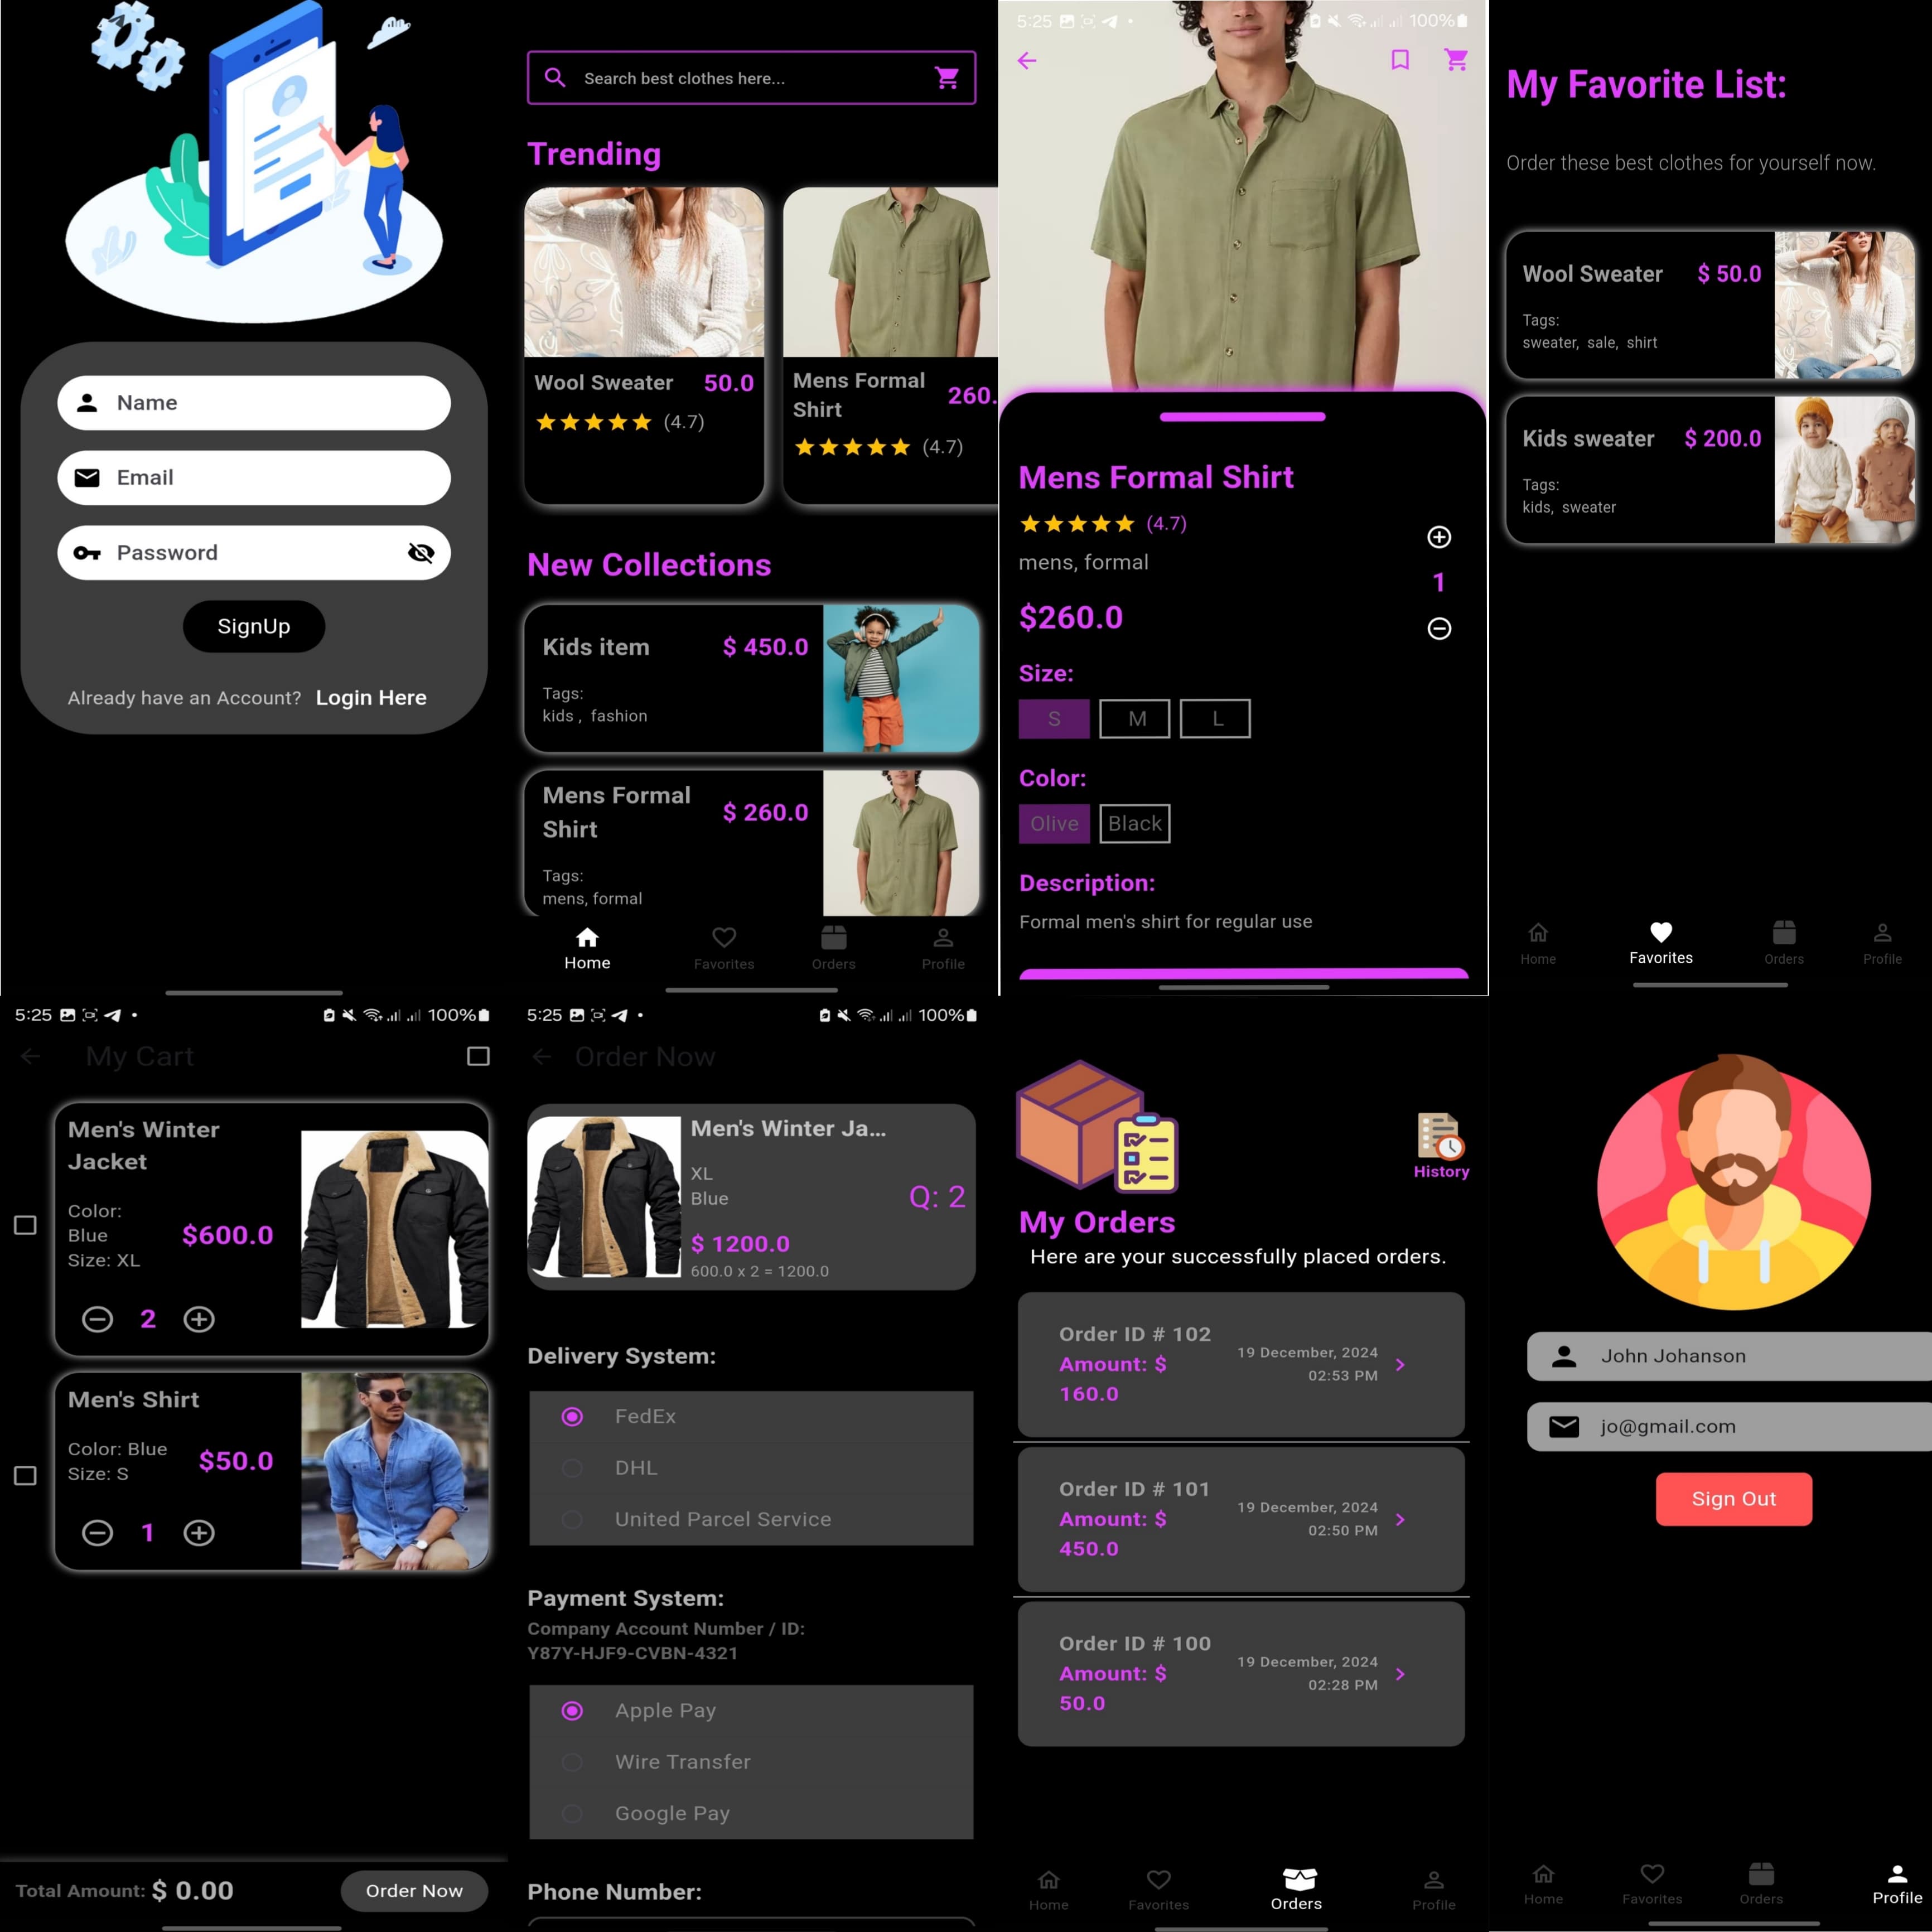 Name
Email
Password
SignUp
Already have an Account? Login Here
Search best clothes here...
Trending
Wool Sweater 50.0
(4.7)
Mens Formal
Shirt
260.
(4.7)
New Collections
Kids item $ 450.0
Tags:
kids , fashion
Mens Formal
Shirt
$ 260.0
Tags:
mens, formal
Home Favorites Orders Profile
5:25 100%
Mens Formal Shirt
(4.7)
mens, formal
1
$260.0
Size:
S M L
Color:
Olive Black
Description:
Formal men's shirt for regular use
My Favorite List:
Order these best clothes for yourself now.
Wool Sweater $ 50.0
Tags:
sweater, sale, shirt
Kids sweater $ 200.0
Tags:
kids, sweater
Home Favorites Orders Profile
5:25 100%
My Cart
Men's Winter
Jacket
Color:
Blue
Size: XL
$600.0
2
Men's Shirt
Color: Blue
Size: S
$50.0
1
Total Amount: $ 0.00 Order Now
5:25 100%
Order Now
Men's Winter Ja...
XL
Blue
Q: 2
$ 1200.0
600.0 x 2 = 1200.0
Delivery System:
FedEx
DHL
United Parcel Service
Payment System:
Company Account Number / ID:
Y87Y-HJF9-CVBN-4321
Apple Pay
Wire Transfer
Google Pay
Phone Number:
History
My Orders
Here are your successfully placed orders.
Order ID # 102
Amount: $
160.0
19 December, 2024
02:53 PM
Order ID # 101
Amount: $
450.0
19 December, 2024
02:50 PM
Order ID # 100
Amount: $
50.0
19 December, 2024
02:28 PM
Home Favorites Orders Profile
John Johanson
jo@gmail.com
Sign Out
Home Favorites Orders Profile